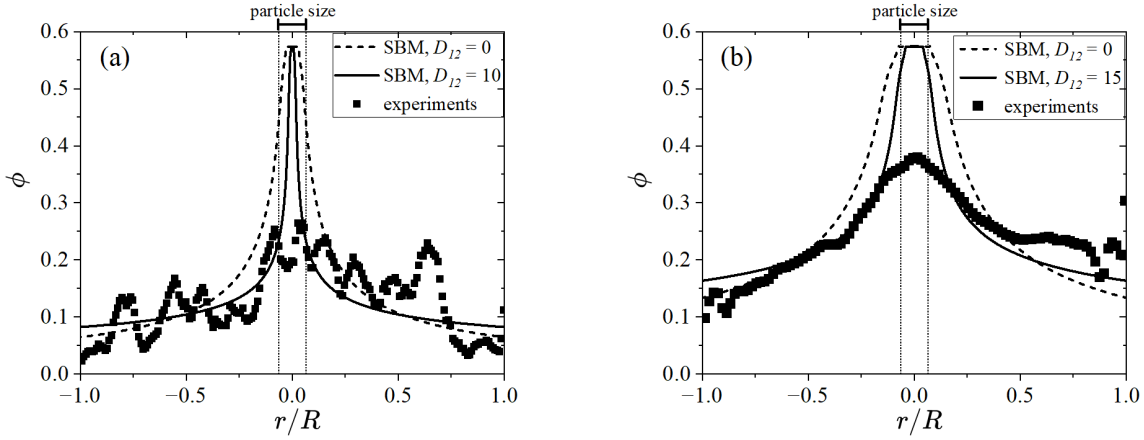 particle size
(a)
SBM, D₁₂ = 0
SBM, D₁₂ = 10
experiments
0.6
0.5
0.4
0.3
0.2
0.1
0.0
ϕ
−1.0 −0.5 0.0 0.5 1.0
r/R
particle size
(b)
SBM, D₁₂ = 0
SBM, D₁₂ = 15
experiments
0.6
0.5
0.4
0.3
0.2
0.1
0.0
ϕ
−1.0 −0.5 0.0 0.5 1.0
r/R